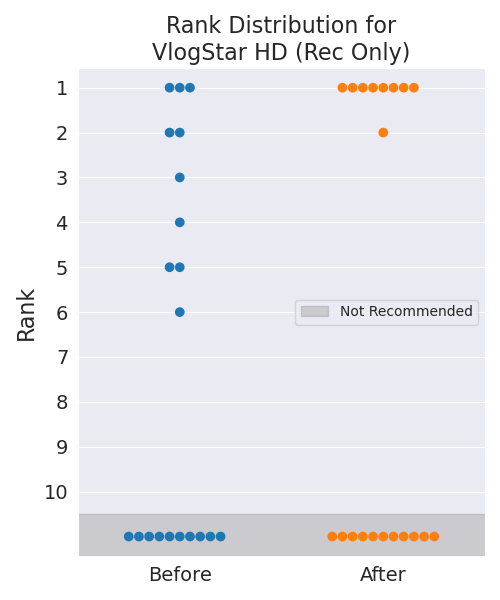 Rank Distribution for
VlogStar HD (Rec Only)
Rank
1
2
3
4
5
6
7
8
9
10
Not Recommended
Before
After